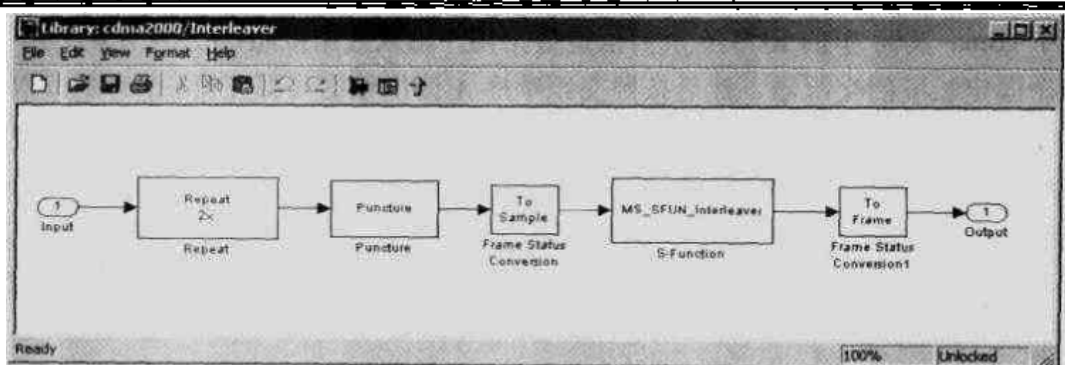 Library: cdma2000/Interleaver
File Edit View Format Help
1
Input
Repeat
2x
Repeat
Puncture
Puncture
To
Sample
Frame Status
Conversion
MS_SFUN_Interleaver
S-Function
To
Frame
Frame Status
Conversion1
1
Output
Ready
100%
Unlocked